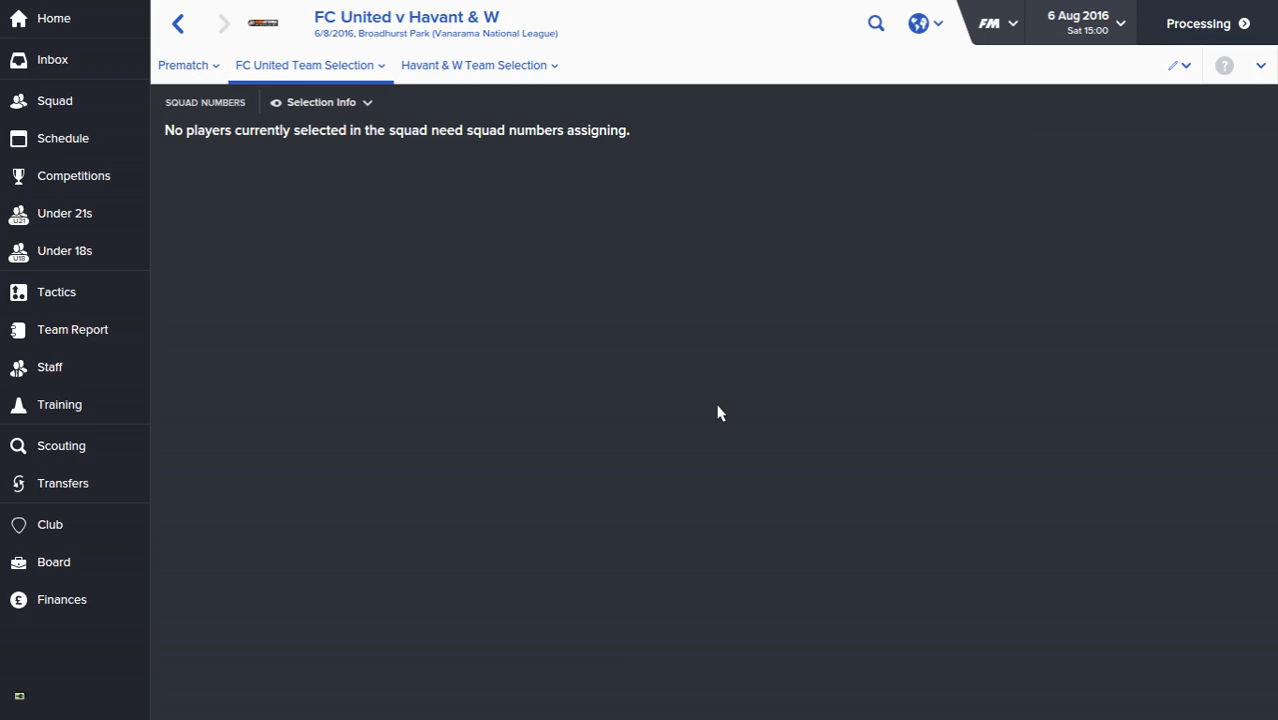 Home
Inbox
Squad
Schedule
Competitions
U21
Under 21s
U18
Under 18s
Tactics
Team Report
Staff
Training
Scouting
Transfers
Club
Board
£
Finances
FC United v Havant & W
6/8/2016, Broadhurst Park (Vanarama National League)
FM
6 Aug 2016
Sat 15:00
Processing
Prematch
FC United Team Selection
Havant & W Team Selection
?
SQUAD NUMBERS
Selection Info
No players currently selected in the squad need squad numbers assigning.